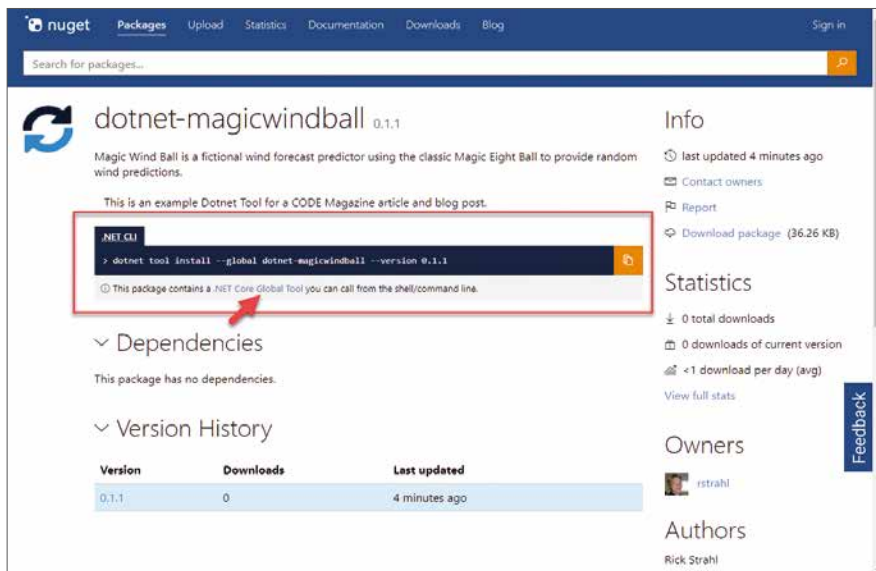 nuget Packages Upload Statistics Documentation Downloads Blog Sign in
Search for packages...
dotnet-magicwindball 0.1.1
Magic Wind Ball is a fictional wind forecast predictor using the classic Magic Eight Ball to provide random
wind predictions.
This is an example Dotnet Tool for a CODE Magazine article and blog post.
.NET CLI
> dotnet tool install --global dotnet-magicwindball --version 0.1.1
This package contains a .NET Core Global Tool you can call from the shell/command line.
Dependencies
This package has no dependencies.
Version History
Version Downloads Last updated
0.1.1 0 4 minutes ago
Info
last updated 4 minutes ago
Contact owners
Report
Download package (36.26 KB)
Statistics
0 total downloads
0 downloads of current version
<1 download per day (avg)
View full stats
Owners
rstrahl
Authors
Rick Strahl
Feedback